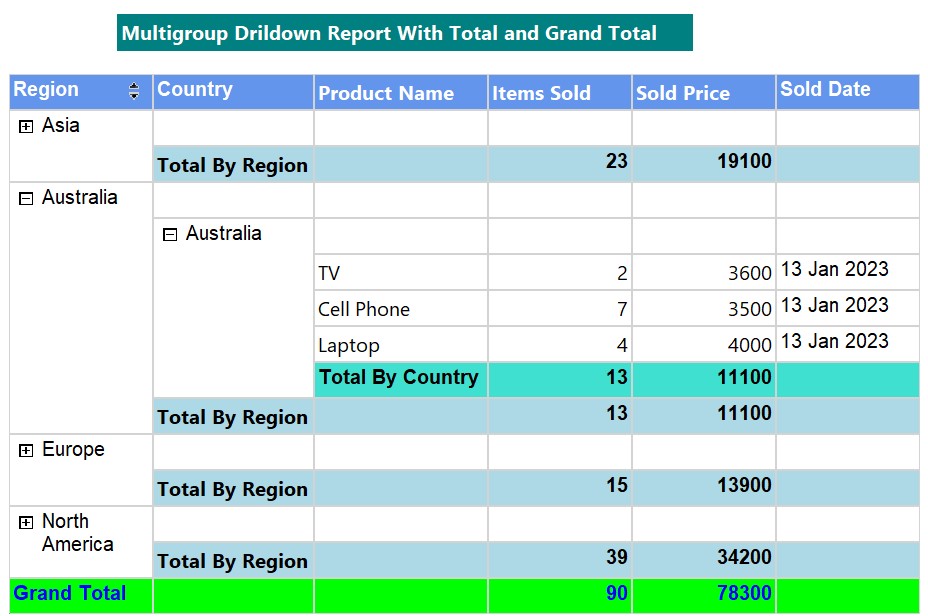 Multigroup Drildown Report With Total and Grand Total
Region Country Product Name Items Sold Sold Price Sold Date
Asia
Total By Region 23 19100
Australia
Australia
TV 2 3600 13 Jan 2023
Cell Phone 7 3500 13 Jan 2023
Laptop 4 4000 13 Jan 2023
Total By Country 13 11100
Total By Region 13 11100
Europe
Total By Region 15 13900
North
America
Total By Region 39 34200
Grand Total 90 78300